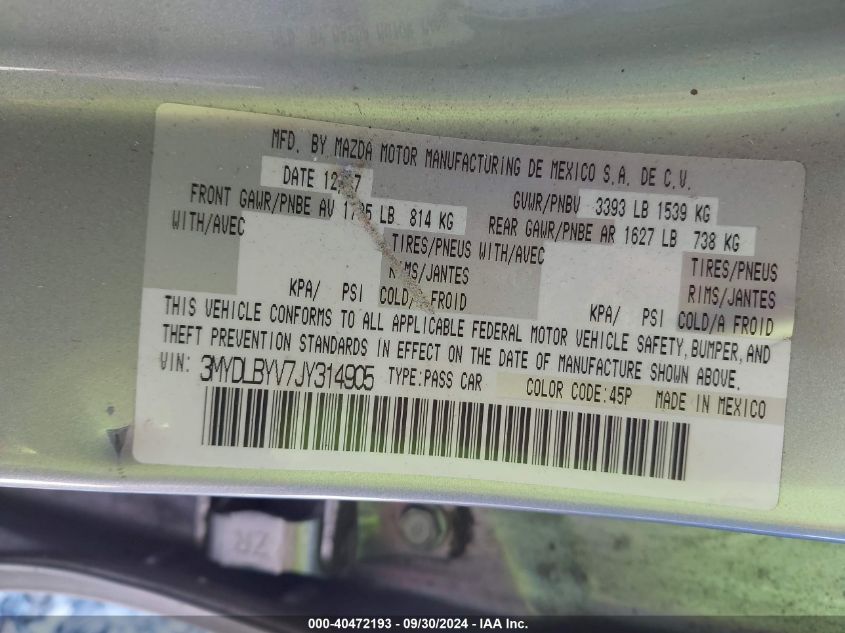 MFD. BY MAZDA MOTOR MANUFACTURING DE MEXICO S.A. DE C.V.
DATE GVWR/PNBV 3393 LB 1539 KG
FRONT GAWR/PNBE AV LB 814 KG REAR GAWR/PNBE AR 1627 LB 738 KG
WITH/AVEC TIRES/PNEUS WITH/AVEC TIRES/PNEUS
RIMS/JANTES RIMS/JANTES
KPA/ PSI COLD/A FROID KPA/ PSI COLD/A FROID
THIS VEHICLE CONFORMS TO ALL APPLICABLE FEDERAL MOTOR VEHICLE SAFETY, BUMPER, AND
THEFT PREVENTION STANDARDS IN EFFECT ON THE DATE OF MANUFACTURE SHOWN ABOVE.
VIN: 3MYDLBYV7JY314905 TYPE:PASS CAR COLOR CODE:45P MADE IN MEXICO
ZR
000-40472193 - 09/30/2024 - IAA Inc.